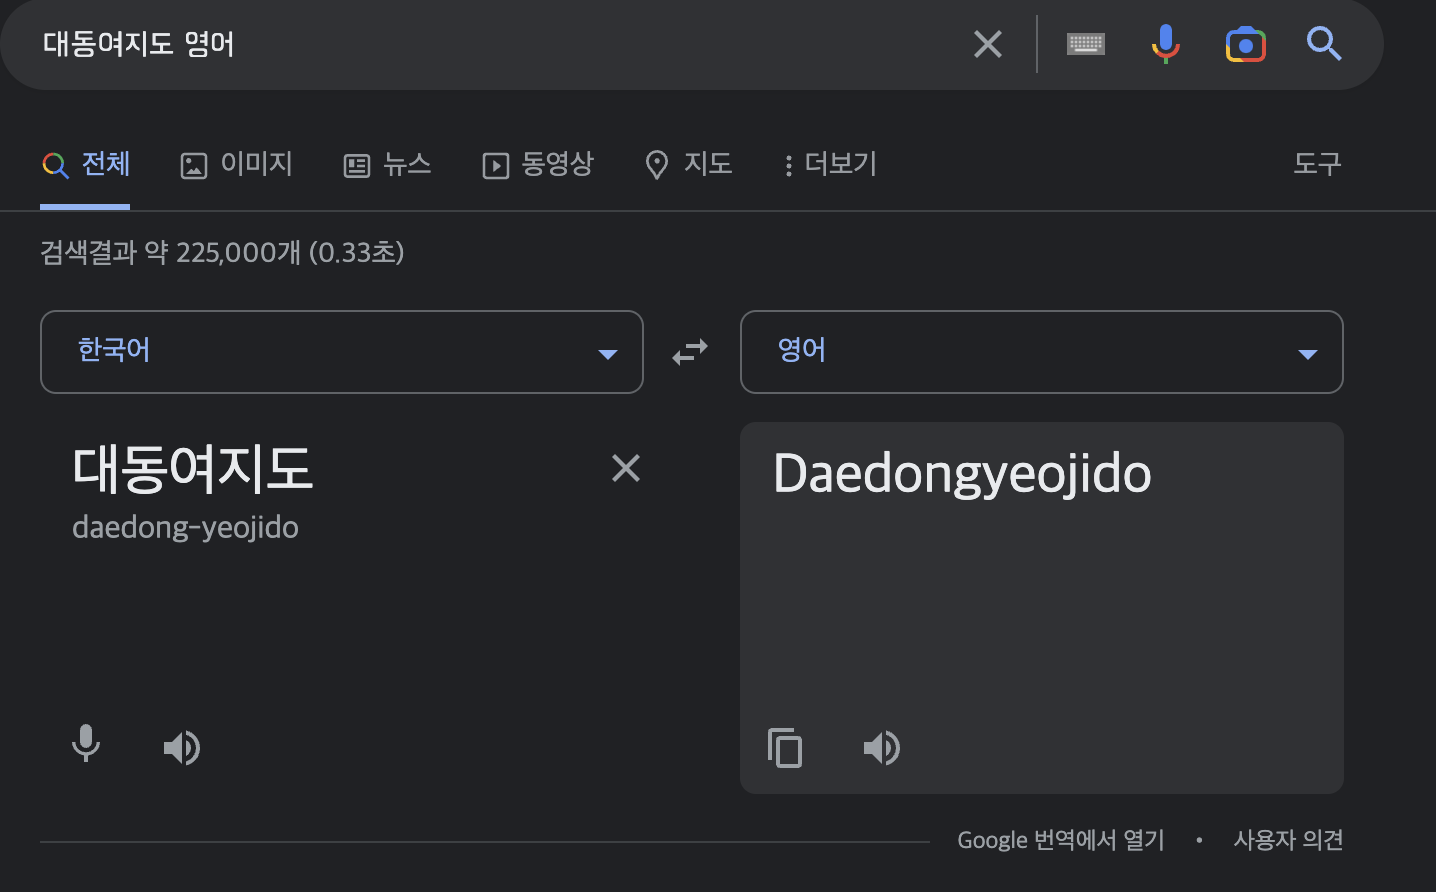 대동여지도 영어
전체 이미지 뉴스 동영상 지도 더보기 도구
검색결과 약 225,000개 (0.33초)
한국어 영어
대동여지도
daedong-yeojido
Daedongyeojido
Google 번역에서 열기 • 사용자 의견